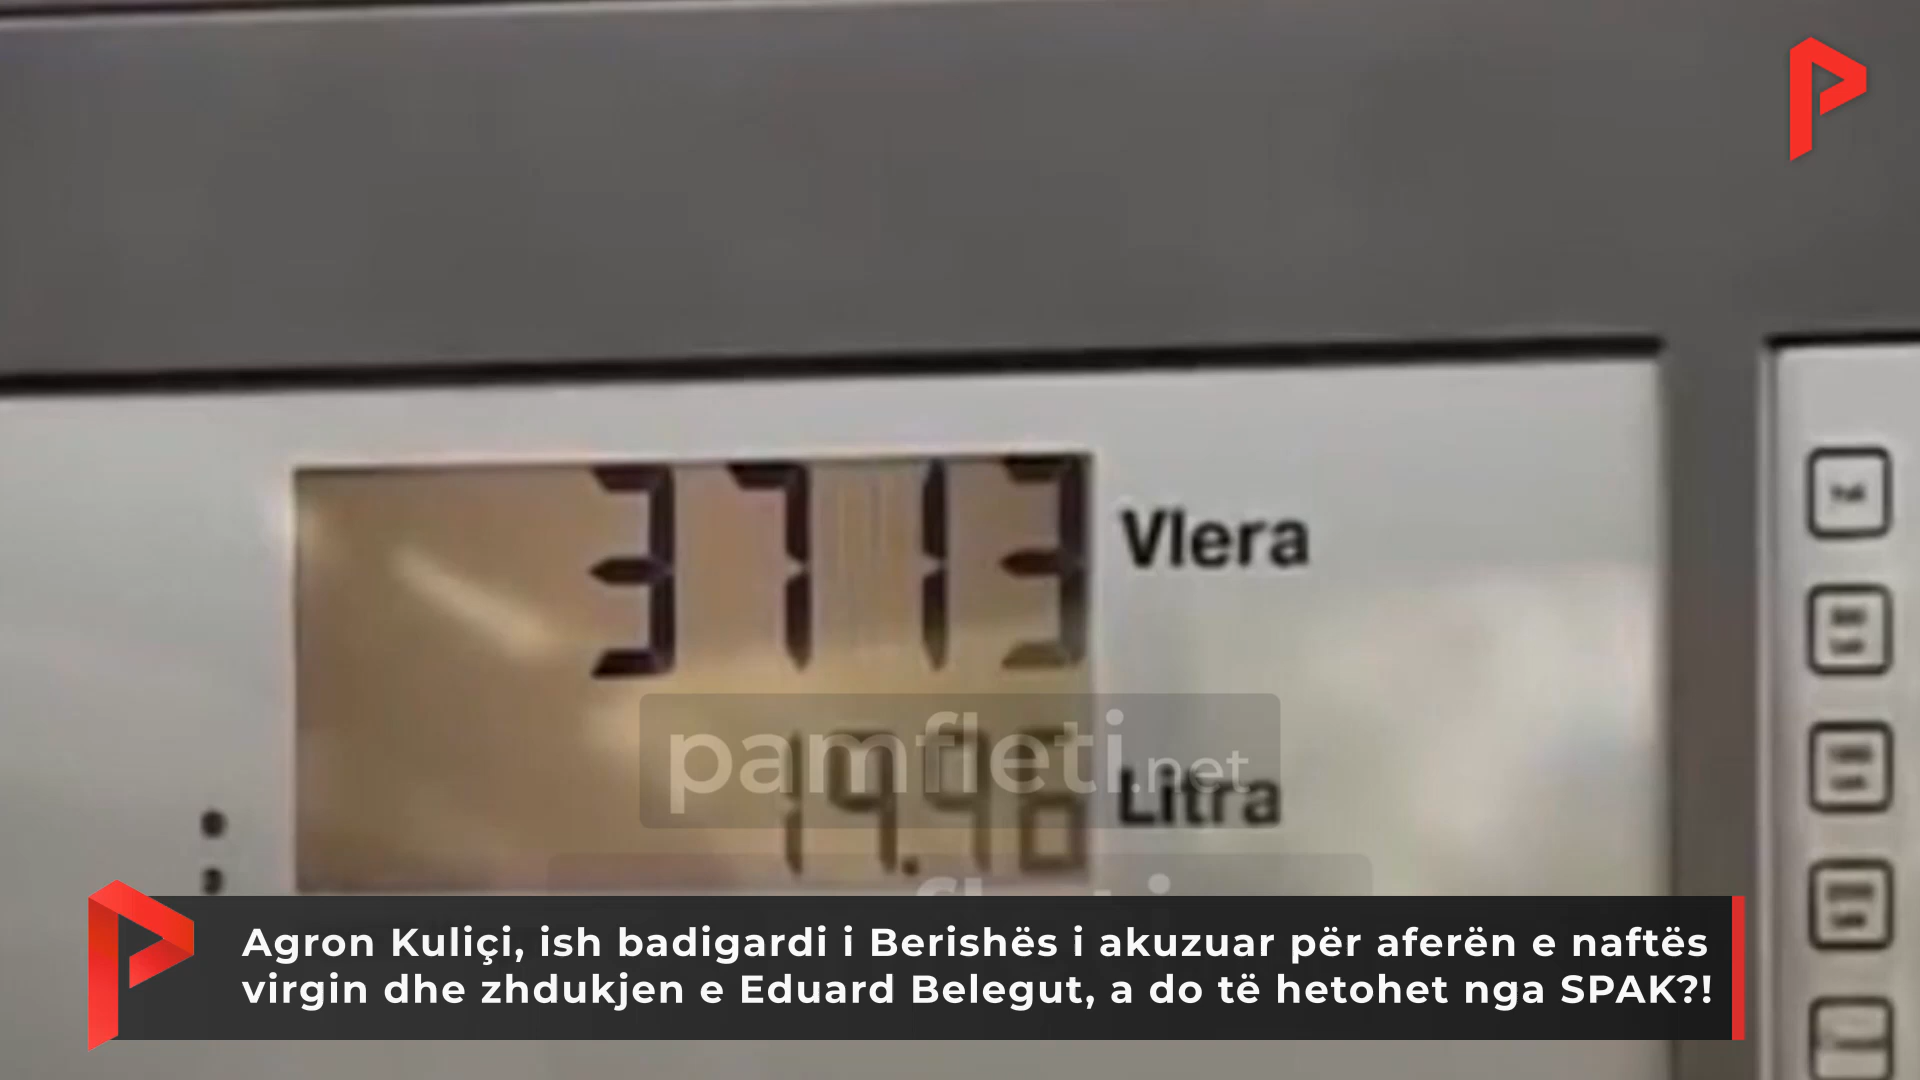 3713 Vlera
pamfleti.net
19.98 Litra
Agron Kuliçi, ish badigardi i Berishës i akuzuar për aferën e naftës
virgin dhe zhdukjen e Eduard Belegut, a do të hetohet nga SPAK?!